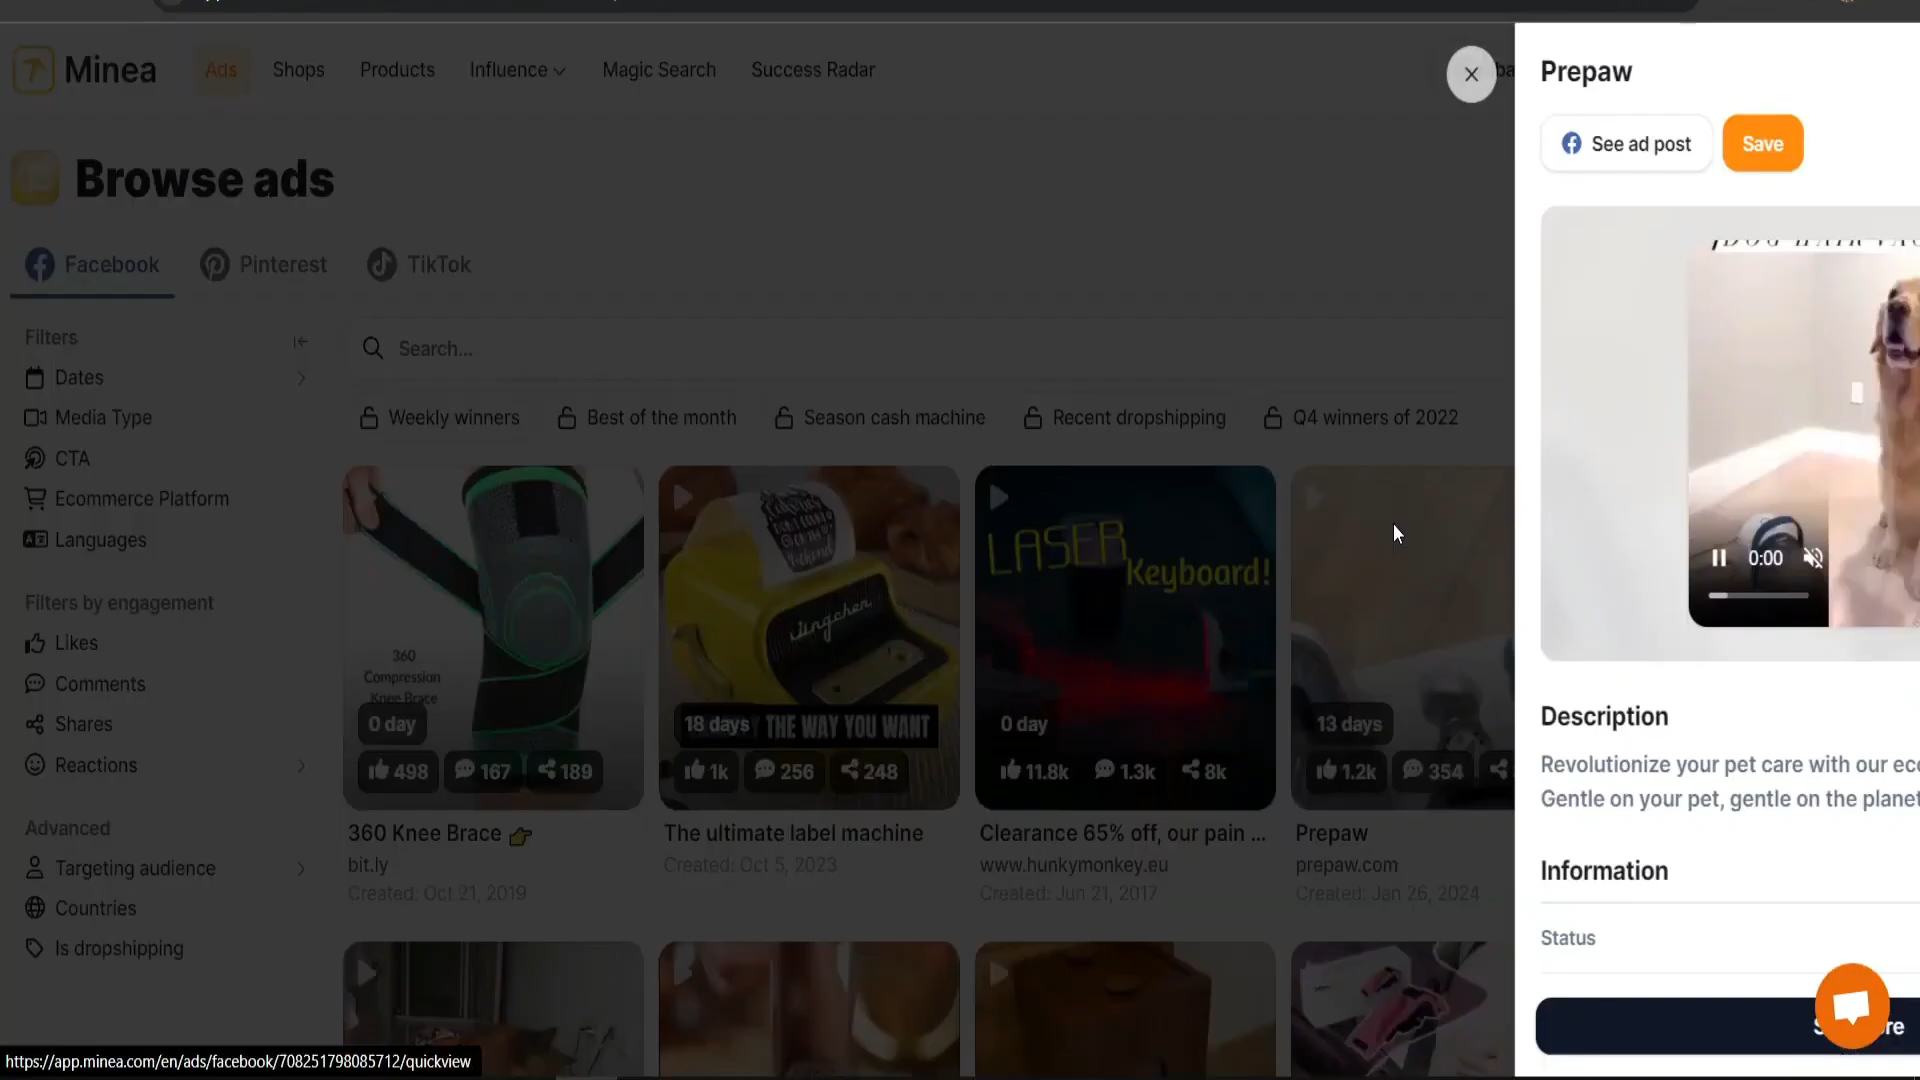 Minea
Ads
Shops
Products
Influence
Magic Search
Success Radar
Prepaw
See ad post
Save
Browse ads
Facebook
Pinterest
TikTok
Filters
Dates
Media Type
CTA
Ecommerce Platform
Languages
Filters by engagement
Likes
Comments
Shares
Reactions
Advanced
Targeting audience
Countries
Is dropshipping
Search...
Weekly winners
Best of the month
Season cash machine
Recent dropshipping
Q4 winners of 2022
360
Compression
Knee Brace
0 day
498
167
189
360 Knee Brace 👉
bit.ly
Created: Oct 21, 2019
Jingchen
18 days
THE WAY YOU WANT
1k
256
248
The ultimate label machine
Created: Oct 5, 2023
LASER
Keyboard!
0 day
11.8k
1.3k
8k
Clearance 65% off, our pain ...
www.hunkymonkey.eu
Created: Jun 21, 2017
13 days
1.2k
354
Prepaw
prepaw.com
Created: Jan 26, 2024
0:00
Description
Revolutionize your pet care with our
Gentle on your pet, gentle on the planet
Information
Status
https://app.minea.com/en/ads/facebook/708251798085712/quickview